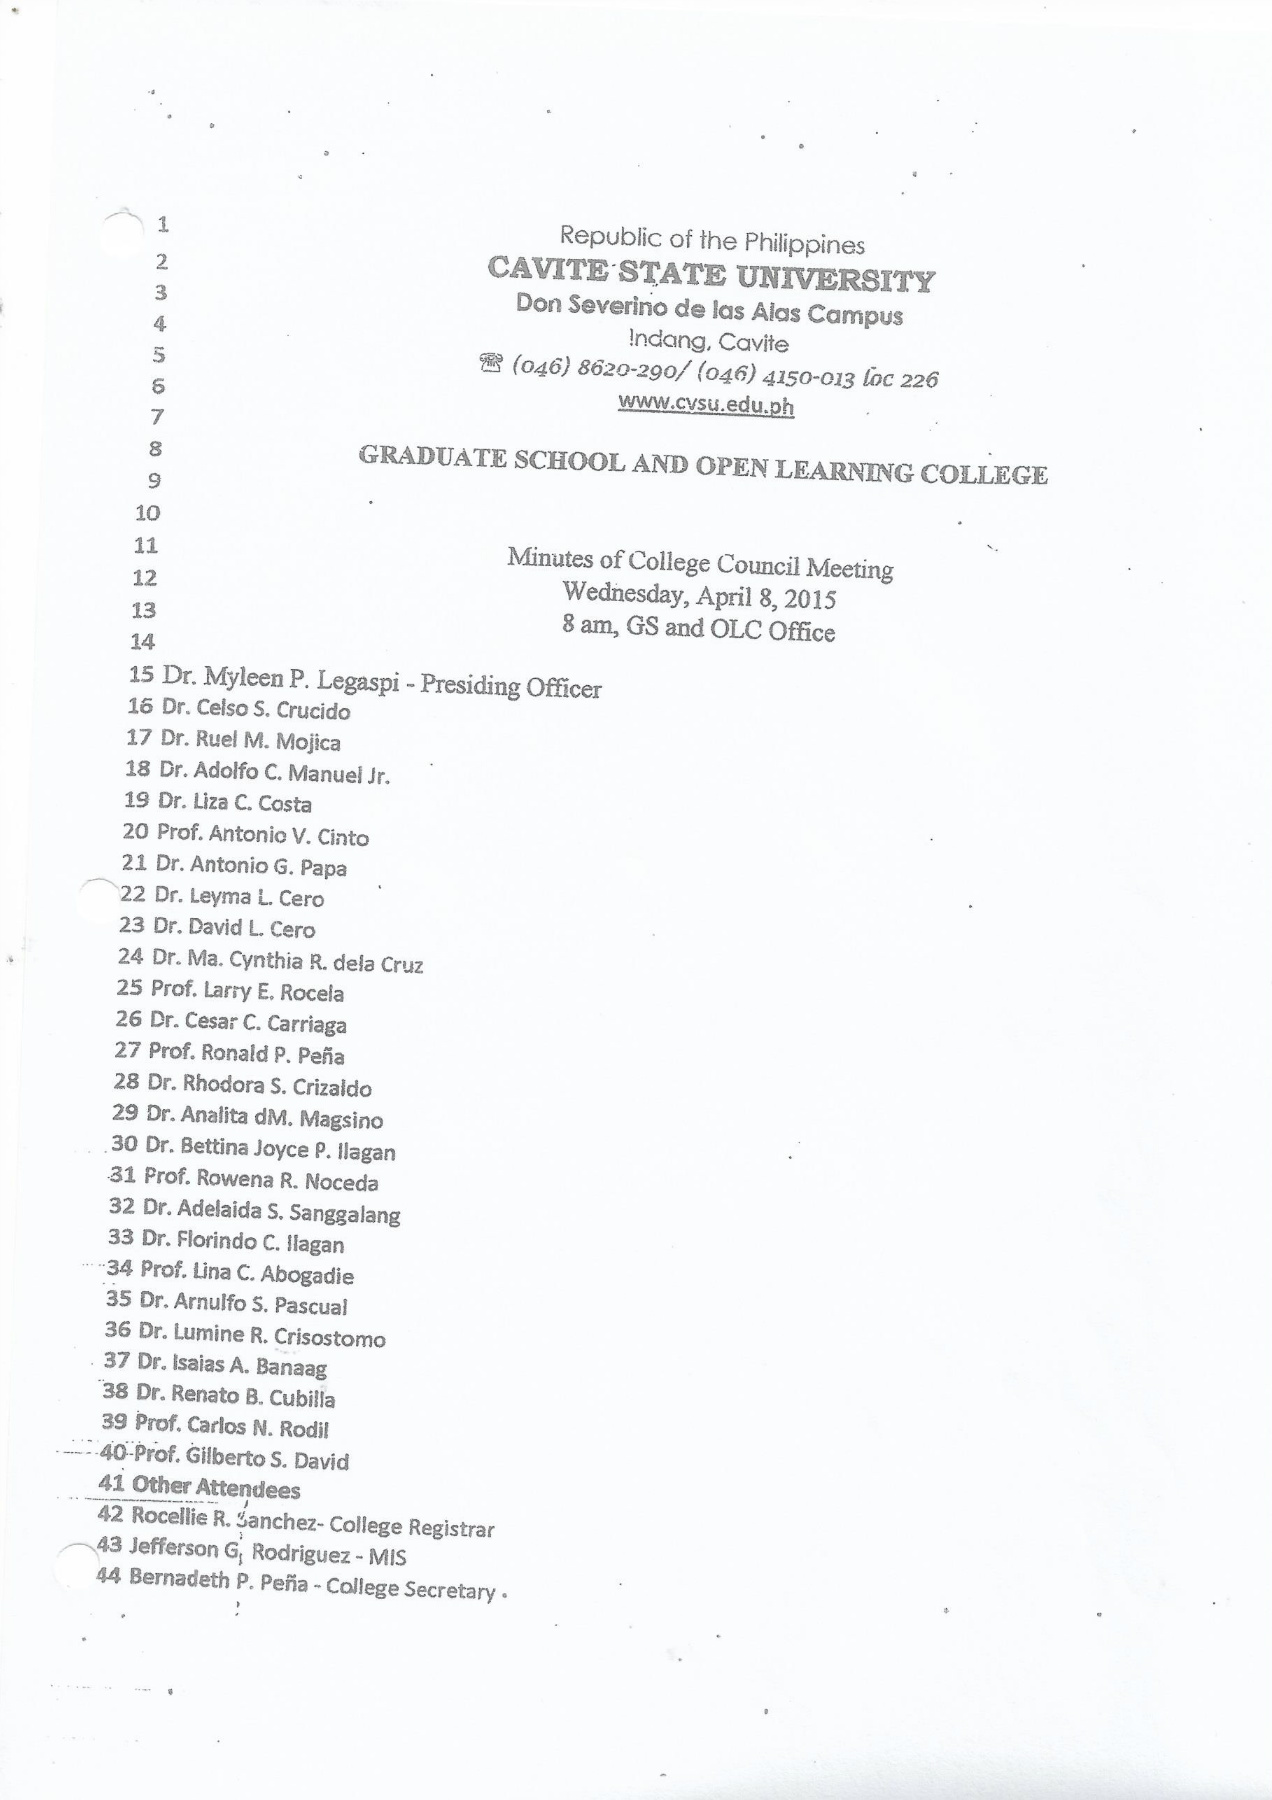 1
Republic of the Philippines
2
CAVITE STATE UNIVERSITY
3
Don Severino de las Alas Campus
4
Indang, Cavite
5
☎ (046) 8620-290/ (046) 4150-013 loc 226
6
www.cvsu.edu.ph
7
8
GRADUATE SCHOOL AND OPEN LEARNING COLLEGE
9
10
11
Minutes of College Council Meeting
12
Wednesday, April 8, 2015
13
8 am, GS and OLC Office
14
15 Dr. Myleen P. Legaspi - Presiding Officer
16 Dr. Celso S. Crucido
17 Dr. Ruel M. Mojica
18 Dr. Adolfo C. Manuel Jr.
19 Dr. Liza C. Costa
20 Prof. Antonio V. Cinto
21 Dr. Antonio G. Papa
22 Dr. Leyma L. Cero
23 Dr. David L. Cero
24 Dr. Ma. Cynthia R. dela Cruz
25 Prof. Larry E. Rocela
26 Dr. Cesar C. Carriaga
27 Prof. Ronald P. Peña
28 Dr. Rhodora S. Crizaldo
29 Dr. Analita dM. Magsino
30 Dr. Bettina Joyce P. Ilagan
31 Prof. Rowena R. Noceda
32 Dr. Adelaida S. Sanggalang
33 Dr. Florindo C. Ilagan
34 Prof. Lina C. Abogadie
35 Dr. Arnulfo S. Pascual
36 Dr. Lumine R. Crisostomo
37 Dr. Isaias A. Banaag
38 Dr. Renato B. Cubilla
39 Prof. Carlos N. Rodil
40 Prof. Gilberto S. David
41 Other Attendees
42 Rocellie R. Sanchez- College Registrar
43 Jefferson G. Rodriguez - MIS
44 Bernadeth P. Peña - College Secretary